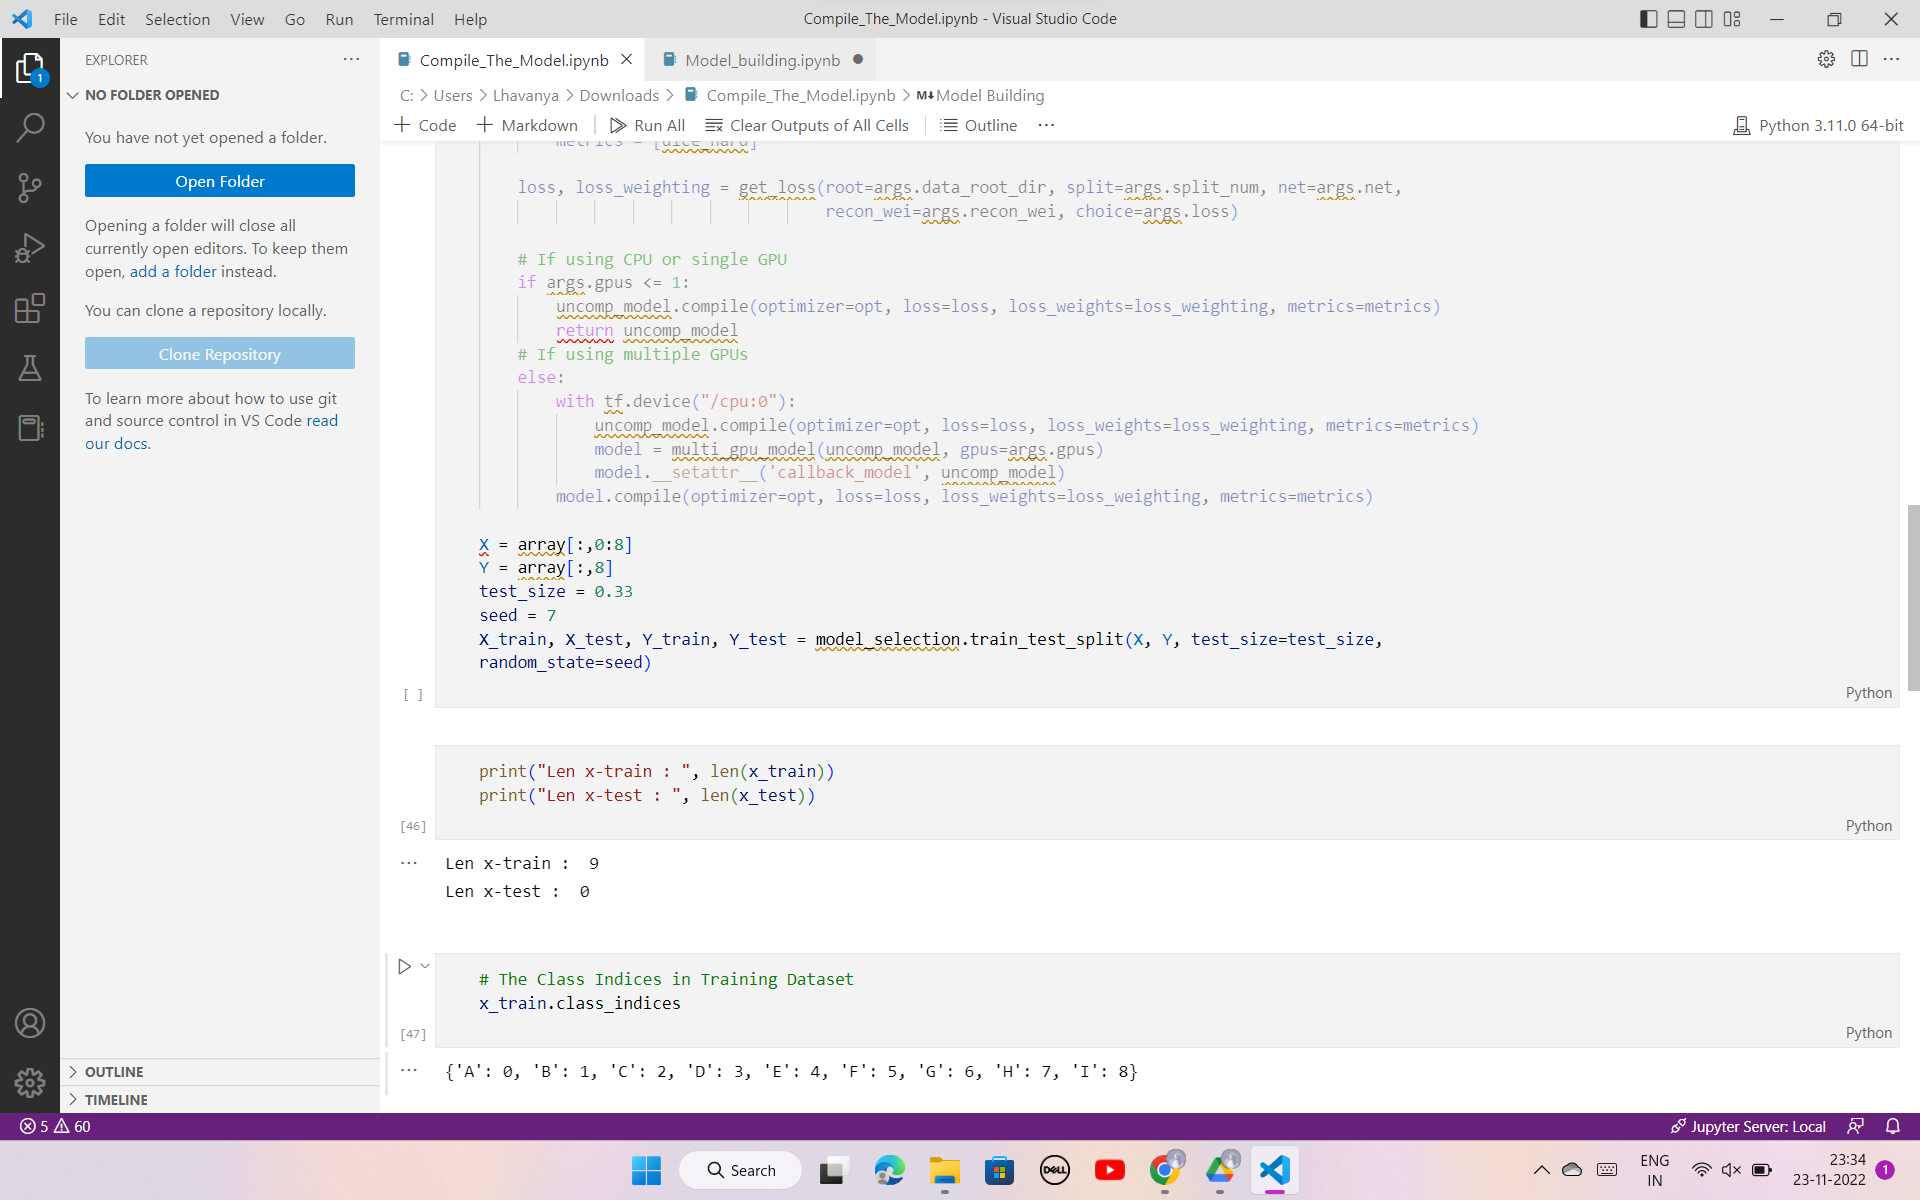 File Edit Selection View Go Run Terminal Help
Compile_The_Model.ipynb - Visual Studio Code
EXPLORER
Compile_The_Model.ipynb
Model_building.ipynb
NO FOLDER OPENED
C: > Users > Lhavanya > Downloads > Compile_The_Model.ipynb > M↓Model Building
+ Code + Markdown Run All Clear Outputs of All Cells Outline ...
Python 3.11.0 64-bit
You have not yet opened a folder.
Open Folder
Opening a folder will close all
currently open editors. To keep them
open, add a folder instead.
You can clone a repository locally.
Clone Repository
To learn more about how to use git
and source control in VS Code read
our docs.
metrics = [dice_hard]
loss, loss_weighting = get_loss(root=args.data_root_dir, split=args.split_num, net=args.net,
recon_wei=args.recon_wei, choice=args.loss)
# If using CPU or single GPU
if args.gpus <= 1:
uncomp_model.compile(optimizer=opt, loss=loss, loss_weights=loss_weighting, metrics=metrics)
return uncomp_model
# If using multiple GPUs
else:
with tf.device("/cpu:0"):
uncomp_model.compile(optimizer=opt, loss=loss, loss_weights=loss_weighting, metrics=metrics)
model = multi_gpu_model(uncomp_model, gpus=args.gpus)
model.__setattr__('callback_model', uncomp_model)
model.compile(optimizer=opt, loss=loss, loss_weights=loss_weighting, metrics=metrics)
X = array[:,0:8]
Y = array[:,8]
test_size = 0.33
seed = 7
X_train, X_test, Y_train, Y_test = model_selection.train_test_split(X, Y, test_size=test_size,
random_state=seed)
[ ]
Python
print("Len x-train : ", len(x_train))
print("Len x-test : ", len(x_test))
[46]
Python
Len x-train :  9
Len x-test :  0
# The Class Indices in Training Dataset
x_train.class_indices
[47]
Python
{'A': 0, 'B': 1, 'C': 2, 'D': 3, 'E': 4, 'F': 5, 'G': 6, 'H': 7, 'I': 8}
OUTLINE
TIMELINE
5 60
Jupyter Server: Local
Search
DELL
ENG
IN
23:34
23-11-2022
1